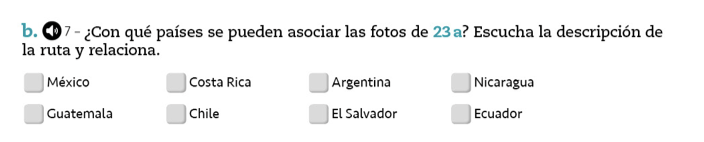 b. 7 - ¿Con qué países se pueden asociar las fotos de 23 a? Escucha la descripción de
la ruta y relaciona.
México Costa Rica Argentina Nicaragua
Guatemala Chile El Salvador Ecuador